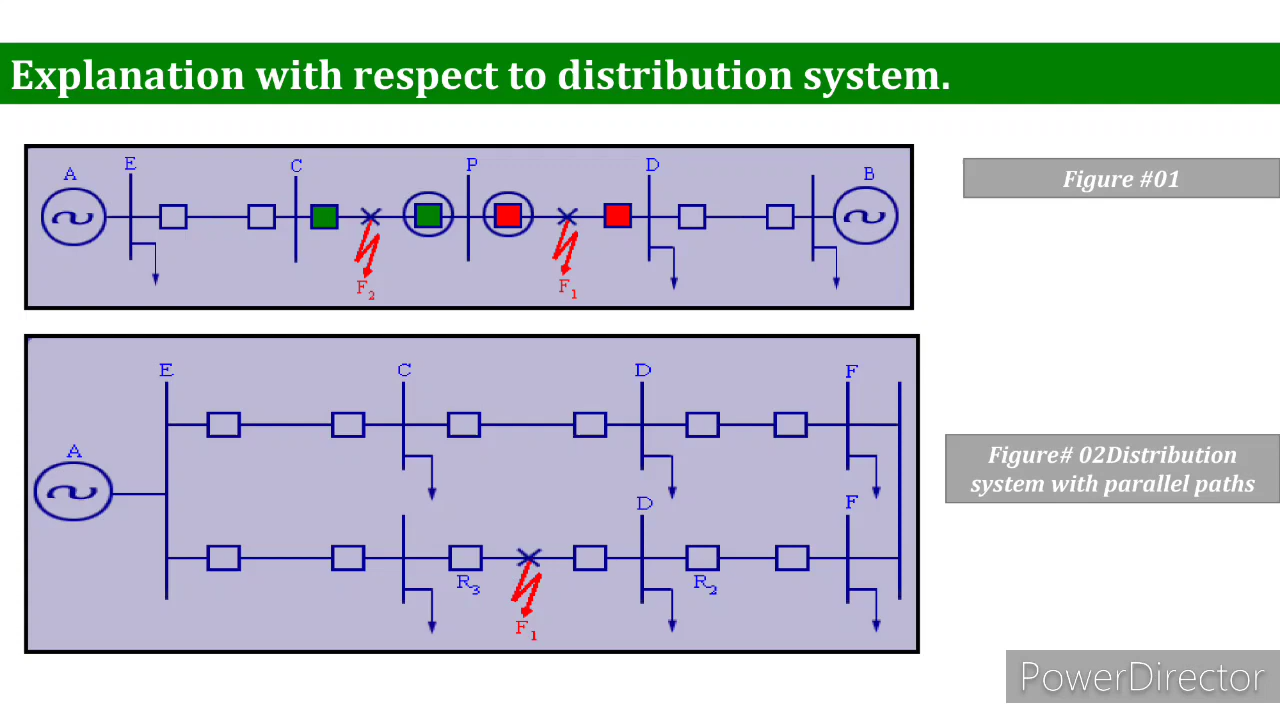 Explanation with respect to distribution system.
A E C P D B
F2 F1
Figure #01
E C D F
A
D F
R3 R2
F1
Figure# 02Distribution
system with parallel paths
PowerDirector